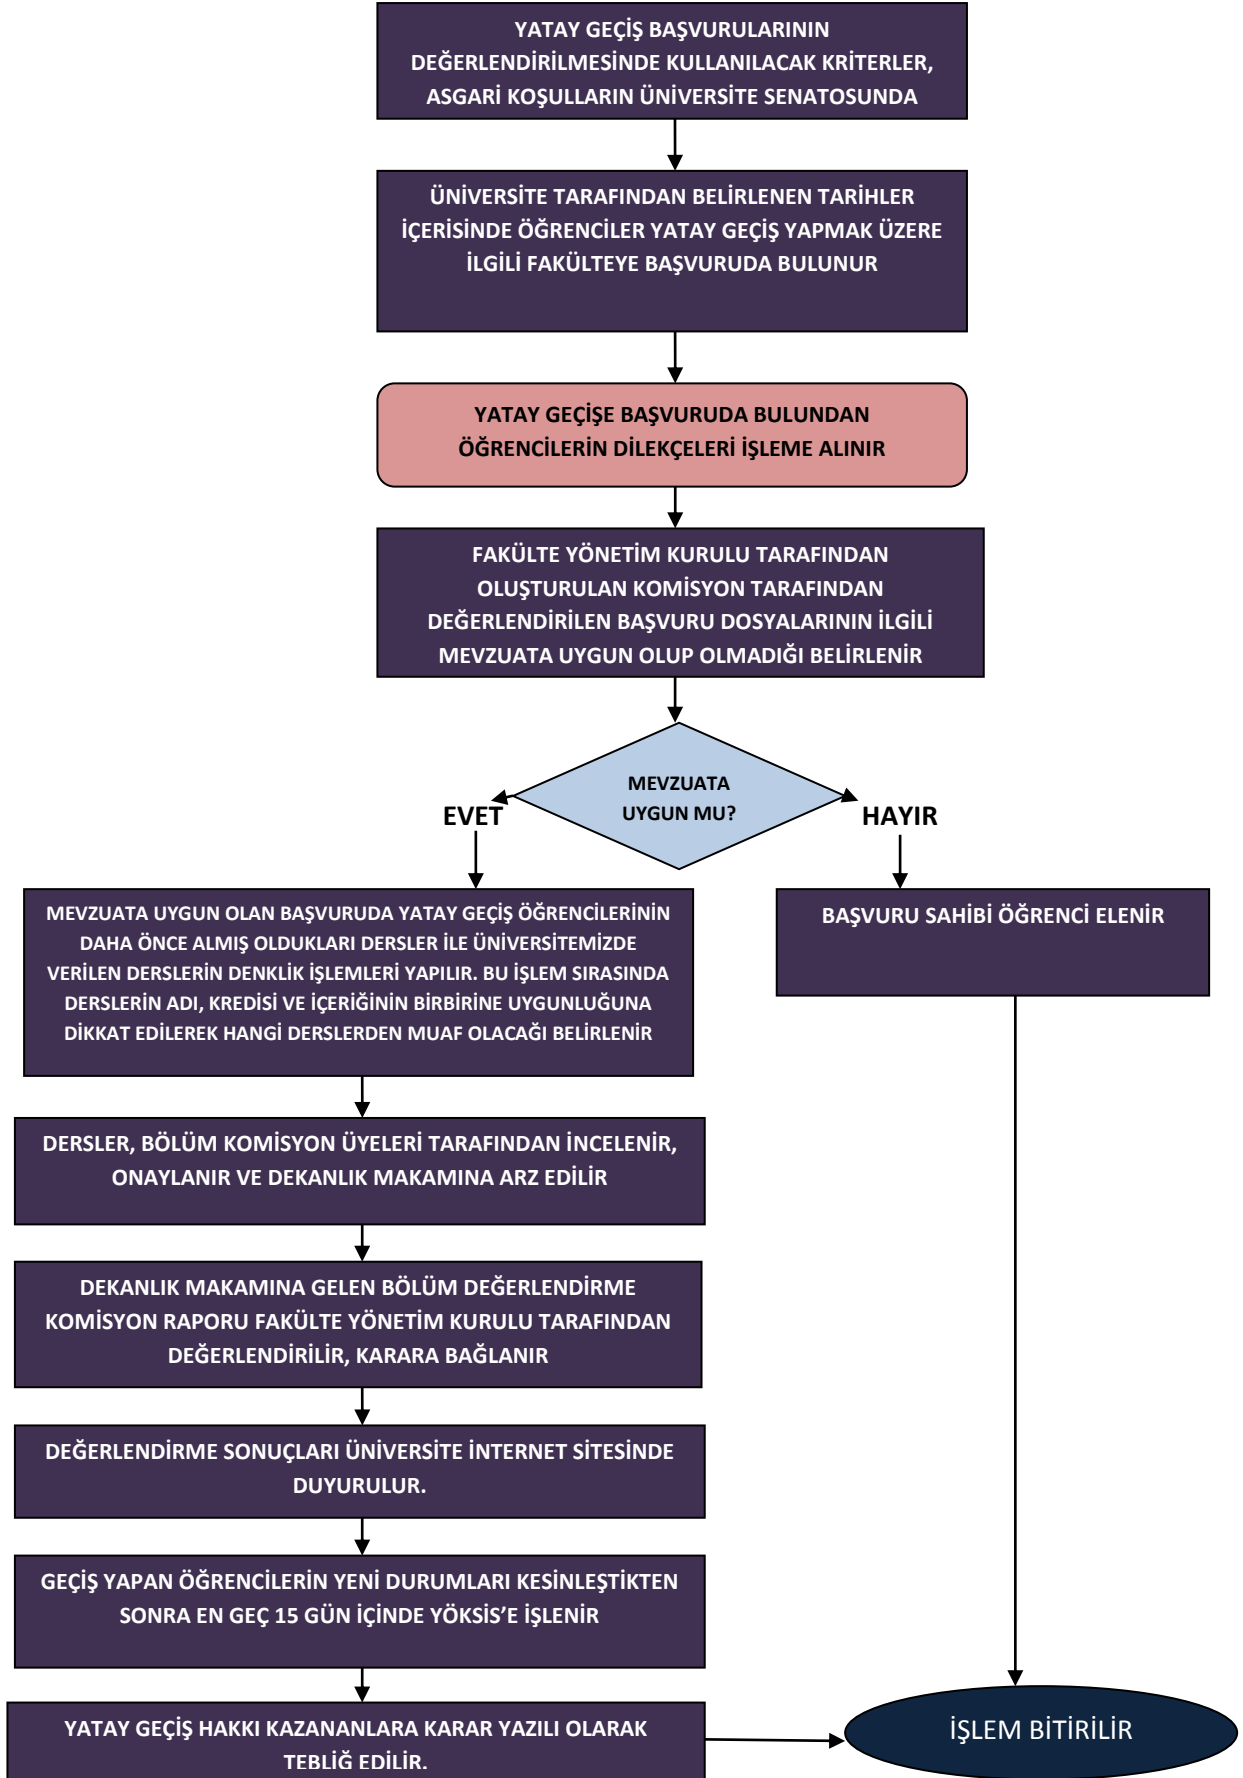 YATAY GEÇİŞ BAŞVURULARININ
DEĞERLENDİRİLMESİNDE KULLANILACAK KRİTERLER,
ASGARİ KOŞULLARIN ÜNİVERSİTE SENATOSUNDA
ÜNİVERSİTE TARAFINDAN BELİRLENEN TARİHLER
İÇERİSİNDE ÖĞRENCİLER YATAY GEÇİŞ YAPMAK ÜZERE
İLGİLİ FAKÜLTEYE BAŞVURUDA BULUNUR
YATAY GEÇİŞE BAŞVURUDA BULUNDAN
ÖĞRENCİLERİN DİLEKÇELERİ İŞLEME ALINIR
FAKÜLTE YÖNETİM KURULU TARAFINDAN
OLUŞTURULAN KOMİSYON TARAFINDAN
DEĞERLENDİRİLEN BAŞVURU DOSYALARININ İLGİLİ
MEVZUATA UYGUN OLUP OLMADIĞI BELİRLENİR
MEVZUATA
UYGUN MU?
EVET
HAYIR
MEVZUATA UYGUN OLAN BAŞVURUDA YATAY GEÇİŞ ÖĞRENCİLERİNİN
DAHA ÖNCE ALMIŞ OLDUKLARI DERSLER İLE ÜNİVERSİTEMİZDE
VERİLEN DERSLERİN DENKLİK İŞLEMLERİ YAPILIR. BU İŞLEM SIRASINDA
DERSLERİN ADI, KREDİSİ VE İÇERİĞİNİN BİRBİRİNE UYGUNLUĞUNA
DİKKAT EDİLEREK HANGİ DERSLERDEN MUAF OLACAĞI BELİRLENİR
BAŞVURU SAHİBİ ÖĞRENCİ ELENİR
DERSLER, BÖLÜM KOMİSYON ÜYELERİ TARAFINDAN İNCELENİR,
ONAYLANIR VE DEKANLIK MAKAMINA ARZ EDİLİR
DEKANLIK MAKAMINA GELEN BÖLÜM DEĞERLENDİRME
KOMİSYON RAPORU FAKÜLTE YÖNETİM KURULU TARAFINDAN
DEĞERLENDİRİLİR, KARARA BAĞLANIR
DEĞERLENDİRME SONUÇLARI ÜNİVERSİTE İNTERNET SİTESİNDE
DUYURULUR.
GEÇİŞ YAPAN ÖĞRENCİLERİN YENİ DURUMLARI KESİNLEŞTİKTEN
SONRA EN GEÇ 15 GÜN İÇİNDE YÖKSİS’E İŞLENİR
YATAY GEÇİŞ HAKKI KAZANANLARA KARAR YAZILI OLARAK
TEBLİĞ EDİLİR.
İŞLEM BİTİRİLİR